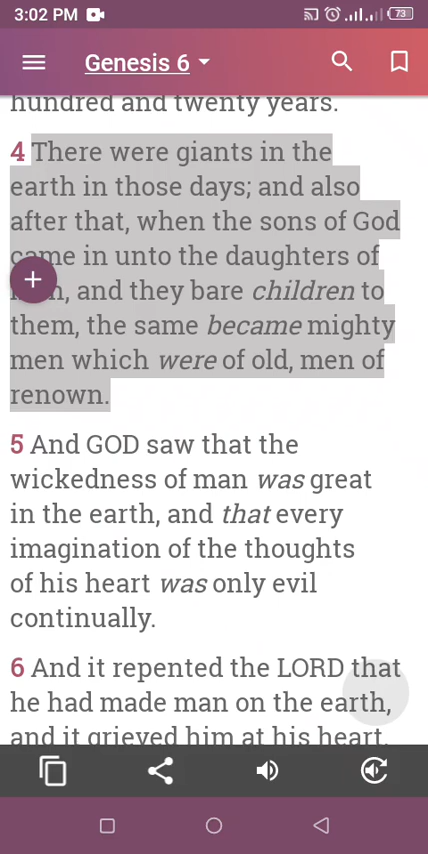 3:02 PM 73
Genesis 6
hundred and twenty years.
4 There were giants in the
earth in those days; and also
after that, when the sons of God
came in unto the daughters of
and they bare children to
them, the same became mighty
men which were of old, men of
renown.
5 And GOD saw that the
wickedness of man was great
in the earth, and that every
imagination of the thoughts
of his heart was only evil
continually.
6 And it repented the LORD that
he had made man on the earth,
and it grieved him at his heart.